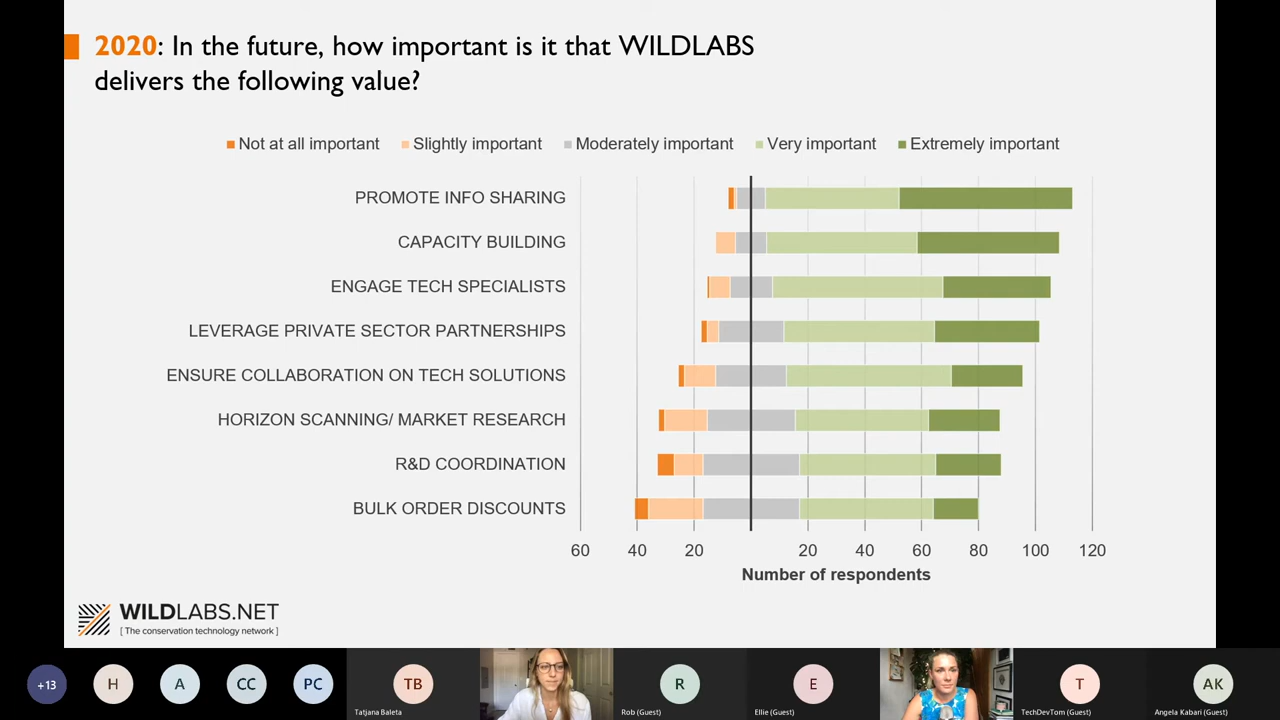 2020: In the future, how important is it that WILDLABS
delivers the following value?
Not at all important Slightly important Moderately important Very important Extremely important
PROMOTE INFO SHARING
CAPACITY BUILDING
ENGAGE TECH SPECIALISTS
LEVERAGE PRIVATE SECTOR PARTNERSHIPS
ENSURE COLLABORATION ON TECH SOLUTIONS
HORIZON SCANNING/ MARKET RESEARCH
R&D COORDINATION
BULK ORDER DISCOUNTS
60 40 20 20 40 60 80 100 120
Number of respondents
WILDLABS.NET
[ The conservation technology network ]
+13 H A CC PC TB R E T AK
Tatjana Baleta Rob (Guest) Ellie (Guest) TechDevTom (Guest) Angela Kabari (Guest)